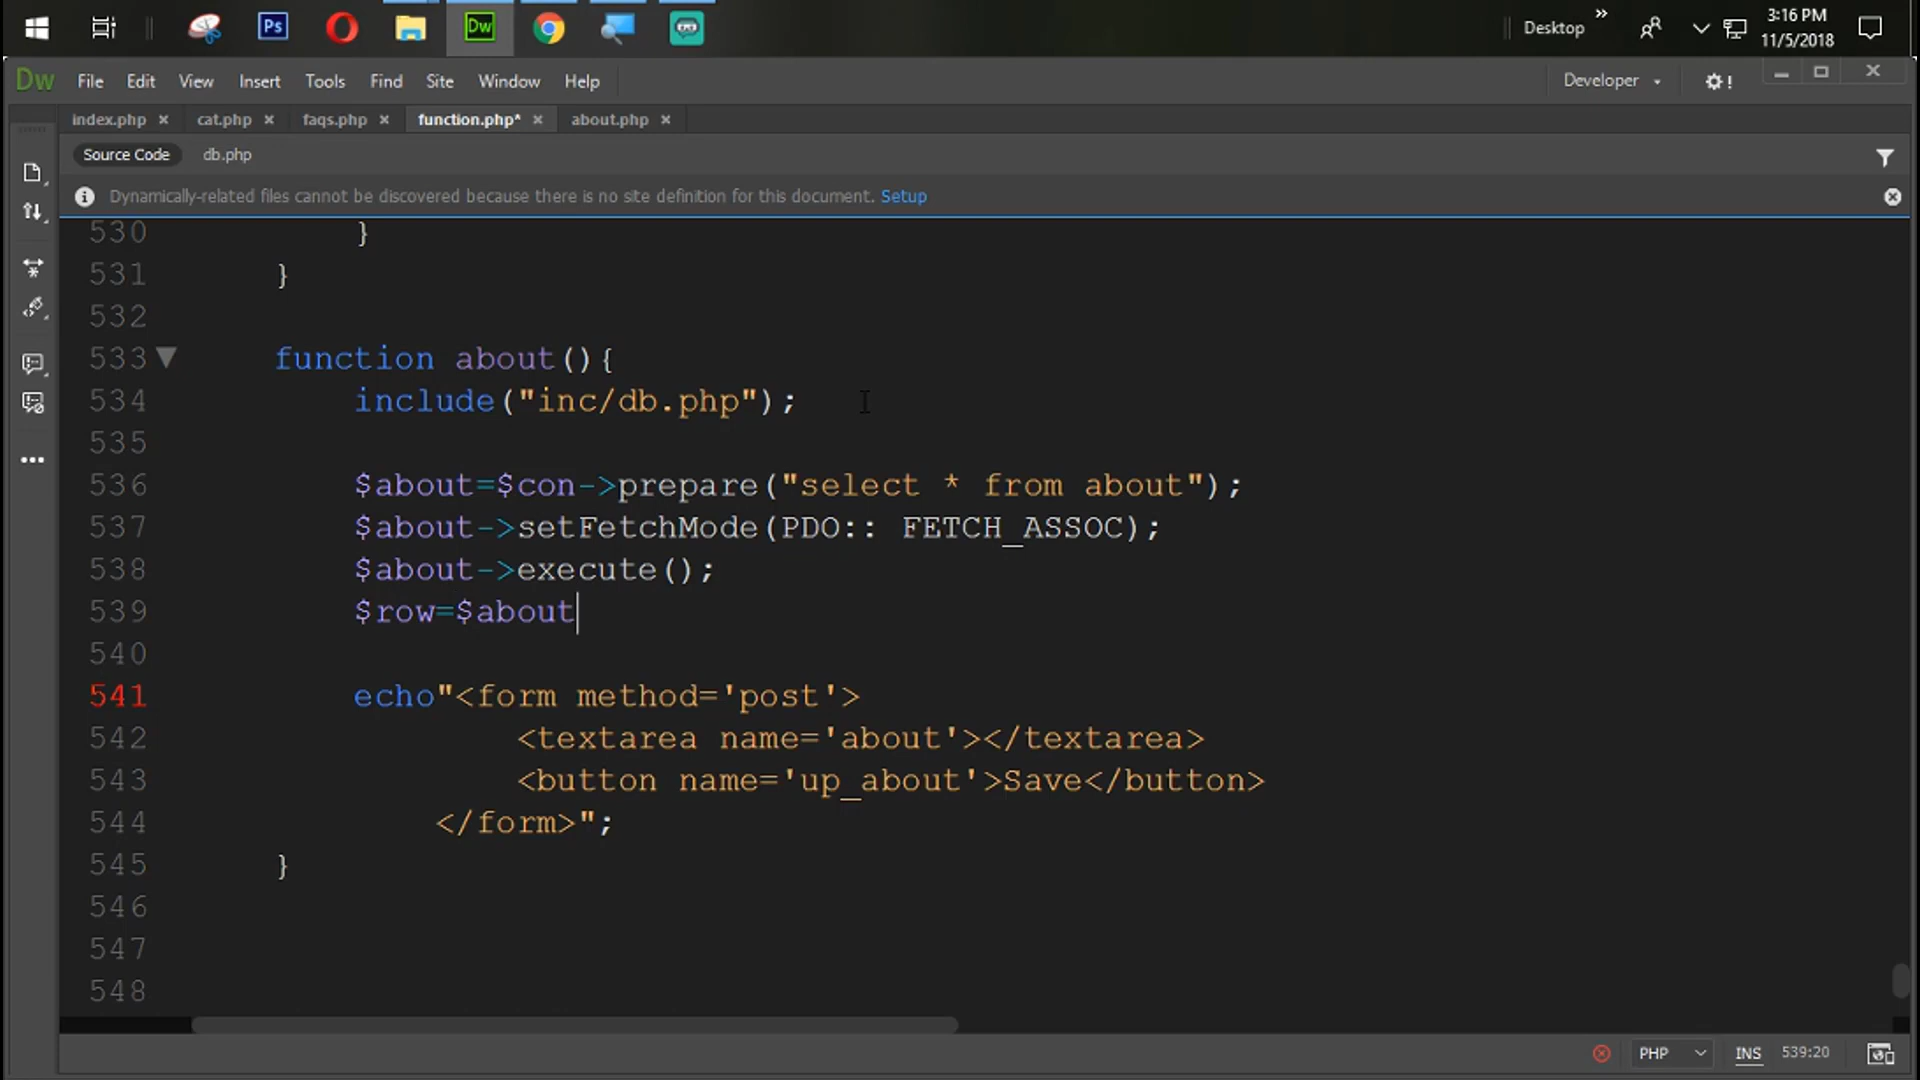 Ps
Dw
Desktop
»
3:16 PM
11/5/2018
Dw File Edit View Insert Tools Find Site Window Help
Developer
!
index.php × cat.php × faqs.php × function.php* × about.php ×
Source Code db.php
Dynamically-related files cannot be discovered because there is no site definition for this document. Setup
530 }
531 }
532
533 function about(){
534 include("inc/db.php");
535
536 $about=$con->prepare("select * from about");
537 $about->setFetchMode(PDO:: FETCH_ASSOC);
538 $about->execute();
539 $row=$about
540
541 echo"<form method='post'>
542 <textarea name='about'></textarea>
543 <button name='up_about'>Save</button>
544 </form>";
545 }
546
547
548
PHP INS 539:20